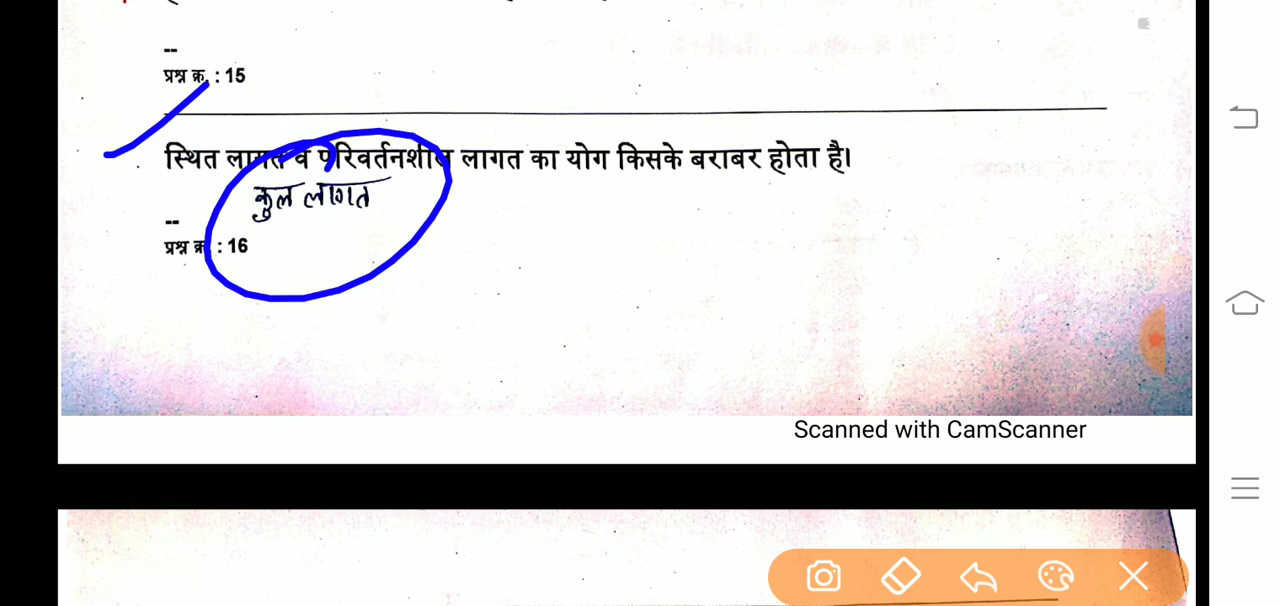 --
प्रश्न क्र. : 15
स्थित लागत व परिवर्तनशील लागत का योग किसके बराबर होता है।
कुल लागत
--
प्रश्न क्र : 16
Scanned with CamScanner